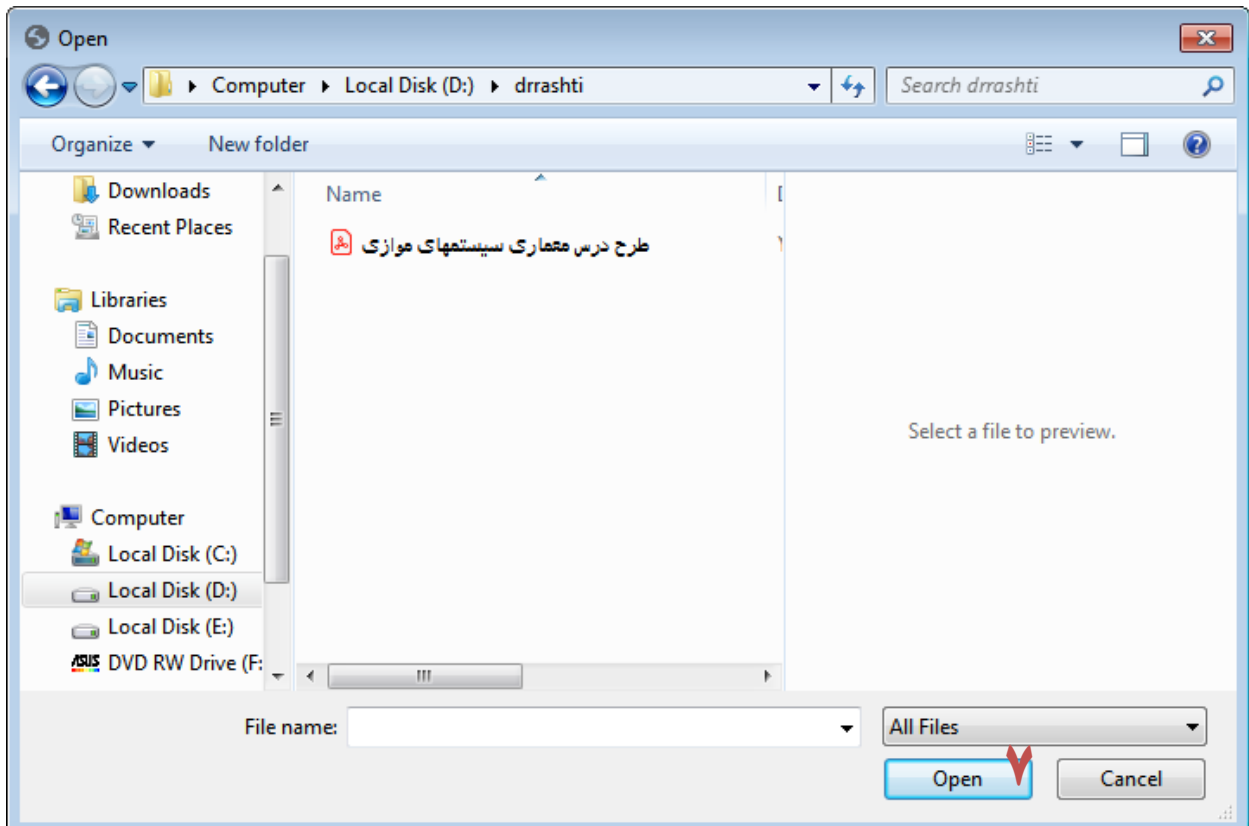 Open
Computer Local Disk (D:) drrashti Search drrashti
Organize New folder
Downloads
Recent Places
Libraries
Documents
Music
Pictures
Videos
Computer
Local Disk (C:)
Local Disk (D:)
Local Disk (E:)
ASUS DVD RW Drive (F:
Name
طرح درس معماری سیستمهای موازی
Select a file to preview.
File name: All Files
Open ۷ Cancel